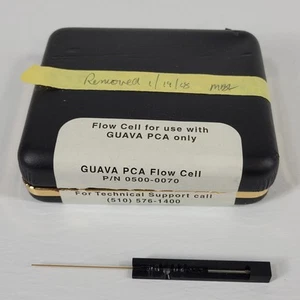 Removed 1/14/08 MBS
Flow Cell for use with
GUAVA PCA only
GUAVA PCA Flow Cell
P/N 0500-0070
For Technical Support call
(510) 576-1400